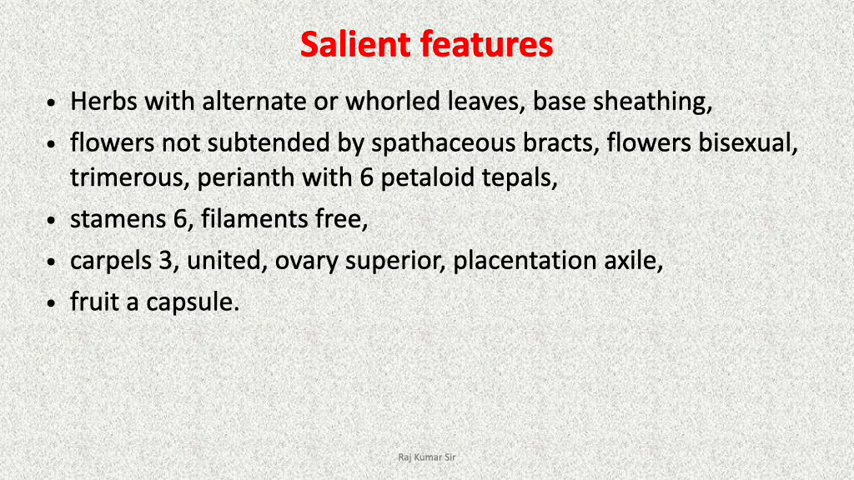 Salient features
• Herbs with alternate or whorled leaves, base sheathing,
• flowers not subtended by spathaceous bracts, flowers bisexual,
trimerous, perianth with 6 petaloid tepals,
• stamens 6, filaments free,
• carpels 3, united, ovary superior, placentation axile,
• fruit a capsule.
Raj Kumar Sir